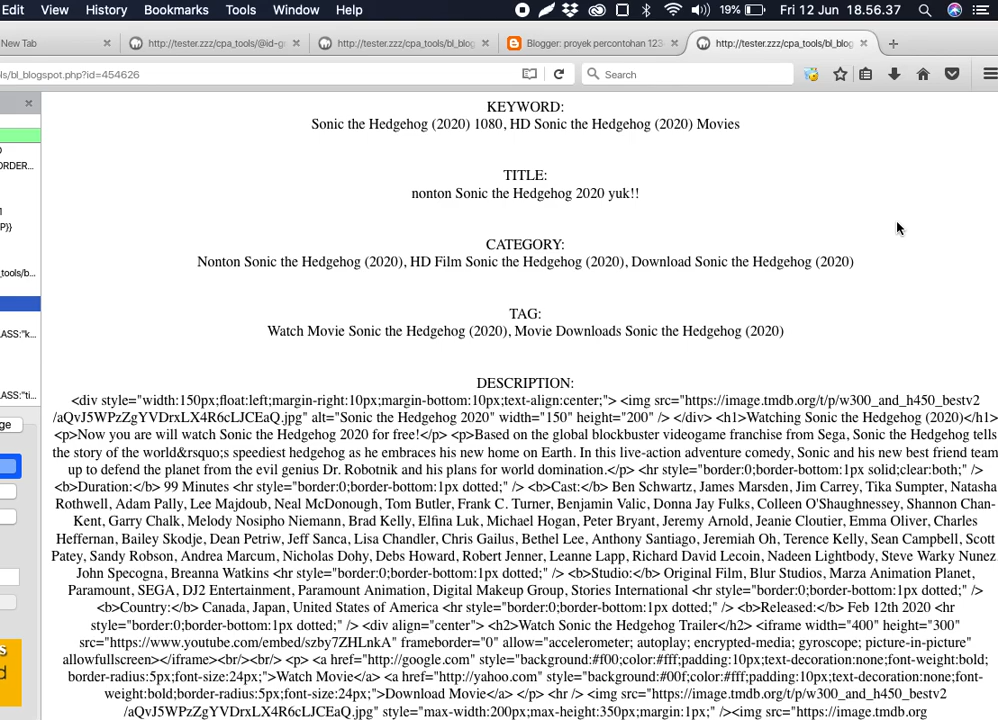 Edit View History Bookmarks Tools Window Help 19% Fri 12 Jun 18.56.37
New Tab http://tester.zzz/cpa_tools/@id-g http://tester.zzz/cpa_tools/bl_blog Blogger: proyek percontohan 123 http://tester.zzz/cpa_tools/bl_blog
ls/bl_blogspot.php?id=454626 Search
KEYWORD:
Sonic the Hedgehog (2020) 1080, HD Sonic the Hedgehog (2020) Movies
ORDER...
TITLE:
nonton Sonic the Hedgehog 2020 yuk!!
P}}
CATEGORY:
Nonton Sonic the Hedgehog (2020), HD Film Sonic the Hedgehog (2020), Download Sonic the Hedgehog (2020)
_tools/b...
TAG:
Watch Movie Sonic the Hedgehog (2020), Movie Downloads Sonic the Hedgehog (2020)
ASS:"k...
DESCRIPTION:
ASS:"ti...
<div style="width:150px;float:left;margin-right:10px;margin-bottom:10px;text-align:center;"> <img src="https://image.tmdb.org/t/p/w300_and_h450_bestv2
/aQvJ5WPzZgYVDrxLX4R6cLJCEaQ.jpg" alt="Sonic the Hedgehog 2020" width="150" height="200" /> </div> <h1>Watching Sonic the Hedgehog (2020)</h1>
<p>Now you are will watch Sonic the Hedgehog 2020 for free!</p> <p>Based on the global blockbuster videogame franchise from Sega, Sonic the Hedgehog tells
the story of the world&rsquo;s speediest hedgehog as he embraces his new home on Earth. In this live-action adventure comedy, Sonic and his new best friend team
up to defend the planet from the evil genius Dr. Robotnik and his plans for world domination.</p> <hr style="border:0;border-bottom:1px solid;clear:both;" />
<b>Duration:</b> 99 Minutes <hr style="border:0;border-bottom:1px dotted;" /> <b>Cast:</b> Ben Schwartz, James Marsden, Jim Carrey, Tika Sumpter, Natasha
Rothwell, Adam Pally, Lee Majdoub, Neal McDonough, Tom Butler, Frank C. Turner, Benjamin Valic, Donna Jay Fulks, Colleen O'Shaughnessey, Shannon Chan-
Kent, Garry Chalk, Melody Nosipho Niemann, Brad Kelly, Elfina Luk, Michael Hogan, Peter Bryant, Jeremy Arnold, Jeanie Cloutier, Emma Oliver, Charles
Heffernan, Bailey Skodje, Dean Petriw, Jeff Sanca, Lisa Chandler, Chris Gailus, Bethel Lee, Anthony Santiago, Jeremiah Oh, Terence Kelly, Sean Campbell, Scott
Patey, Sandy Robson, Andrea Marcum, Nicholas Dohy, Debs Howard, Robert Jenner, Leanne Lapp, Richard David Lecoin, Nadeen Lightbody, Steve Warky Nunez,
John Specogna, Breanna Watkins <hr style="border:0;border-bottom:1px dotted;" /> <b>Studio:</b> Original Film, Blur Studios, Marza Animation Planet,
Paramount, SEGA, DJ2 Entertainment, Paramount Animation, Digital Makeup Group, Stories International <hr style="border:0;border-bottom:1px dotted;" />
<b>Country:</b> Canada, Japan, United States of America <hr style="border:0;border-bottom:1px dotted;" /> <b>Released:</b> Feb 12th 2020 <hr
style="border:0;border-bottom:1px dotted;" /> <div align="center"> <h2>Watch Sonic the Hedgehog Trailer</h2> <iframe width="400" height="300"
src="https://www.youtube.com/embed/szby7ZHLnkA" frameborder="0" allow="accelerometer; autoplay; encrypted-media; gyroscope; picture-in-picture"
allowfullscreen></iframe><br/><br/> <p> <a href="http://google.com" style="background:#f00;color:#fff;padding:10px;text-decoration:none;font-weight:bold;
border-radius:5px;font-size:24px;">Watch Movie</a> <a href="http://yahoo.com" style="background:#00f;color:#fff;padding:10px;text-decoration:none;font-
weight:bold;border-radius:5px;font-size:24px;">Download Movie</a> </p> <hr /> <img src="https://image.tmdb.org/t/p/w300_and_h450_bestv2
/aQvJ5WPzZgYVDrxLX4R6cLJCEaQ.jpg" style="max-width:200px;max-height:350px;margin:1px;" /><img src="https://image.tmdb.org